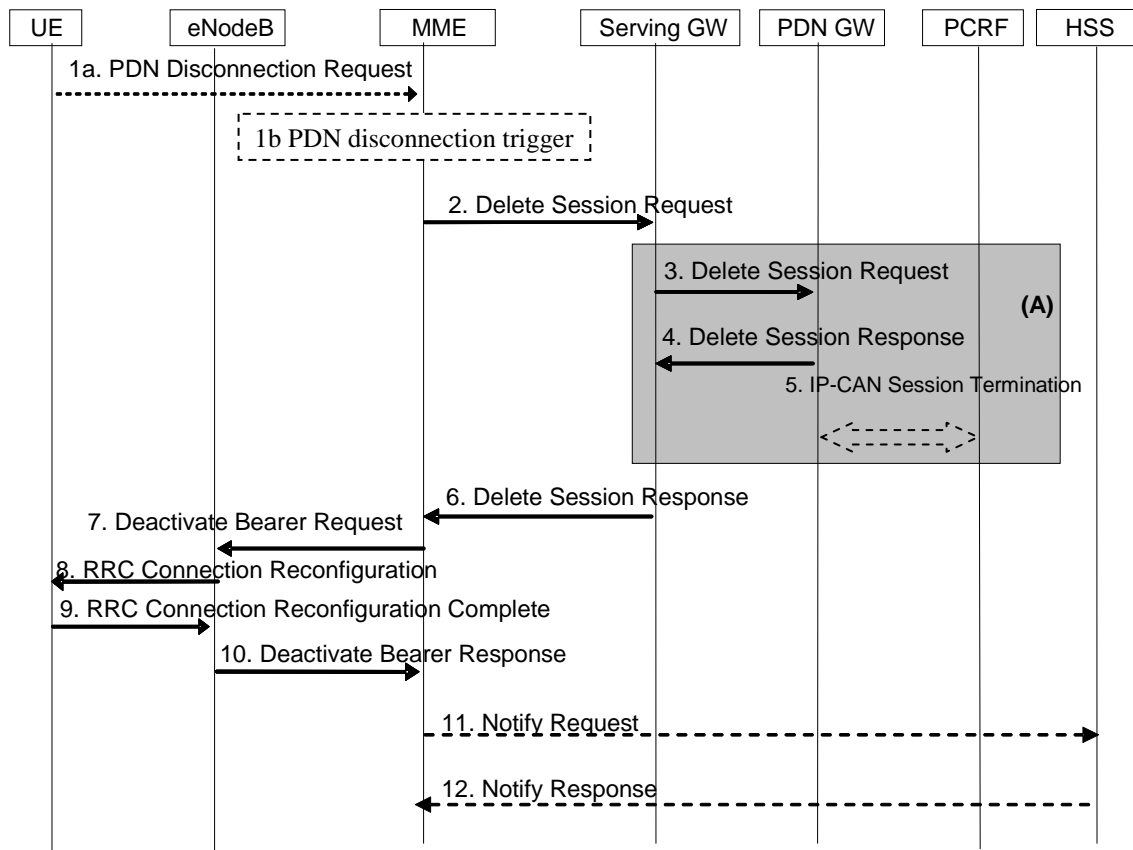 UE
eNodeB
MME
Serving GW
PDN GW
PCRF
HSS
1a. PDN Disconnection Request
1b PDN disconnection trigger
2. Delete Session Request
3. Delete Session Request
(A)
4. Delete Session Response
5. IP-CAN Session Termination
6. Delete Session Response
7. Deactivate Bearer Request
8. RRC Connection Reconfiguration
9. RRC Connection Reconfiguration Complete
10. Deactivate Bearer Response
11. Notify Request
12. Notify Response